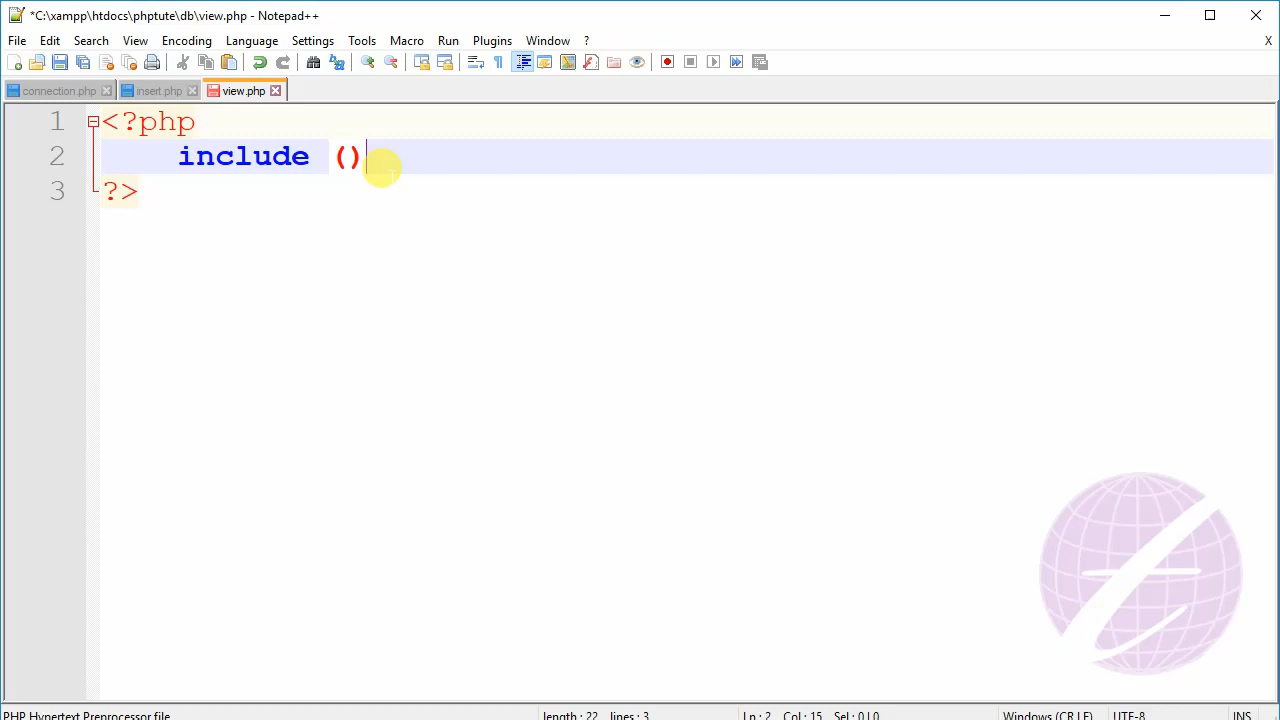 *C:\xampp\htdocs\phptute\db\view.php - Notepad++
File Edit Search View Encoding Language Settings Tools Macro Run Plugins Window ? X
connection.php insert.php view.php
1 <?php
2 include ()
3 ?>
PHP Hypertext Preprocessor file length : 22 lines : 3 Ln : 2 Col : 15 Sel : 0 | 0 Windows (CR LF) UTF-8 INS